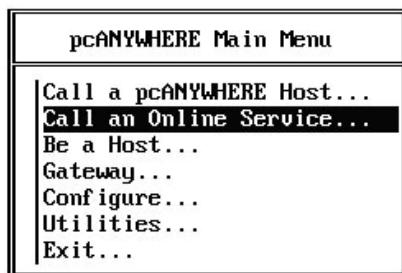 pcANYWHERE Main Menu
Call a pcANYWHERE Host...
Call an Online Service...
Be a Host...
Gateway...
Configure...
Utilities...
Exit...